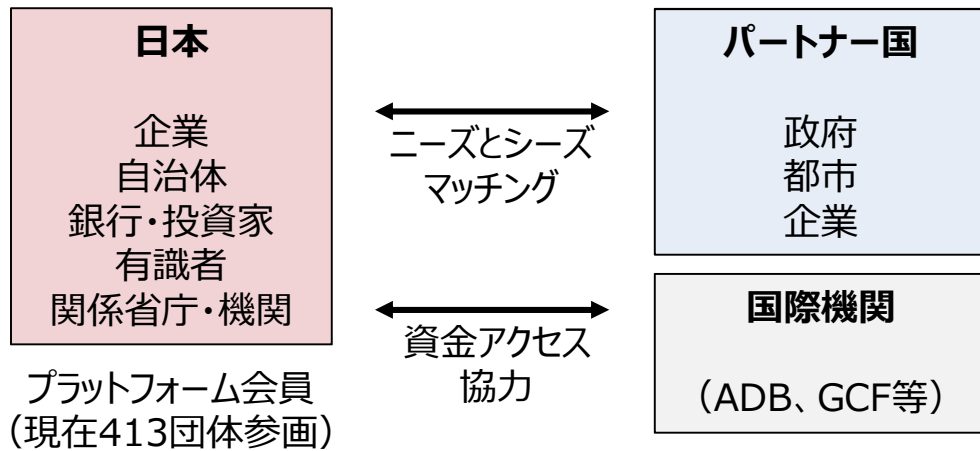 日本
企業
自治体
銀行・投資家
有識者
関係省庁・機関
プラットフォーム会員
（現在413団体参画）
ニーズとシーズ
マッチング
資金アクセス
協力
パートナー国
政府
都市
企業
国際機関
（ADB、GCF等）